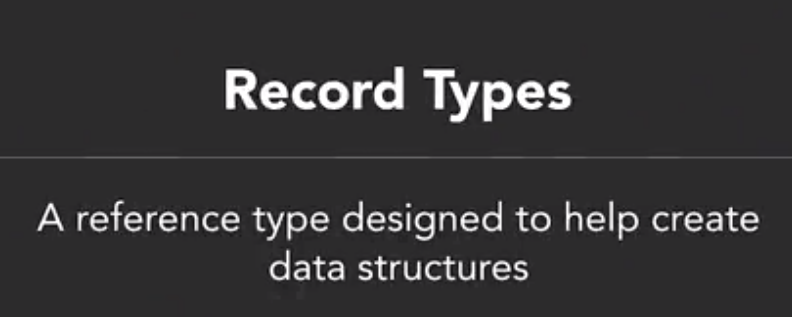 Record Types
A reference type designed to help create
data structures